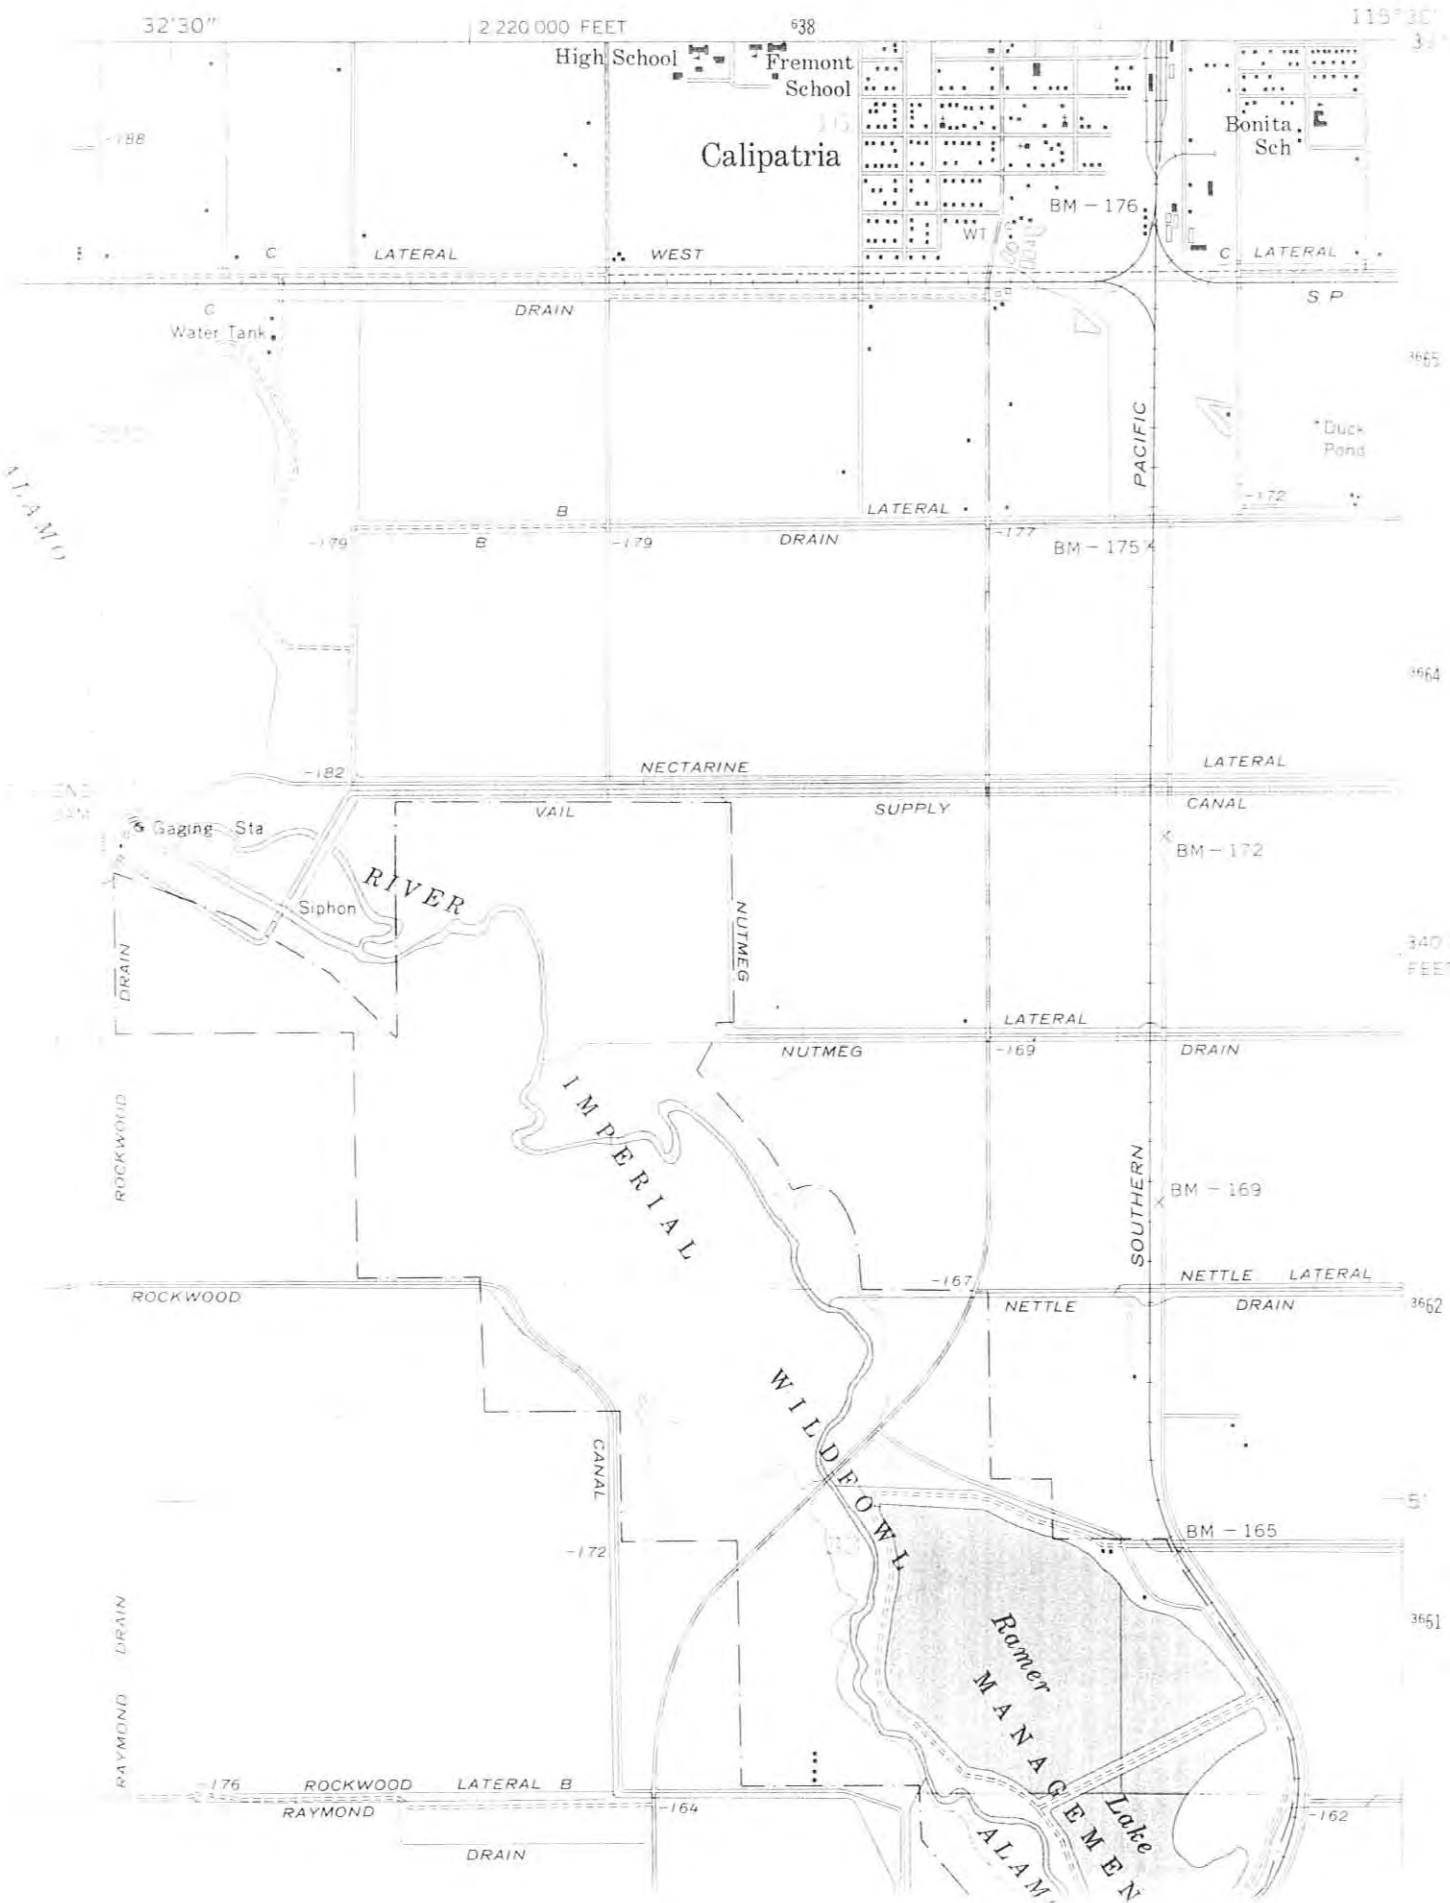 32'30"
2 220 000 FEET
638
High School
Fremont
School
Calipatria
Bonita
Sch
-188
BM -176
WT
C LATERAL WEST
C LATERAL
DRAIN
S P
C
Water Tank
3665
PACIFIC
Duck
Pond
ALAMO
-172
B LATERAL
-179
B
-179
DRAIN
-177
BM -175
3664
-182
NECTARINE
LATERAL
VAIL
SUPPLY
CANAL
Gaging Sta
BM -172
RIVER
Siphon
NUTMEG
DRAIN
340
LATERAL
NUTMEG
-169
DRAIN
IMPERIAL
ROCKWOOD
SOUTHERN
BM -169
-167
NETTLE LATERAL
ROCKWOOD
NETTLE
DRAIN
3662
WILDFOWL
CANAL
BM -165
-172
RAYMOND DRAIN
Ramer
3661
MANAGEMEN
-176
ROCKWOOD LATERAL B
RAYMOND
-164
Lake
-162
DRAIN
ALAM